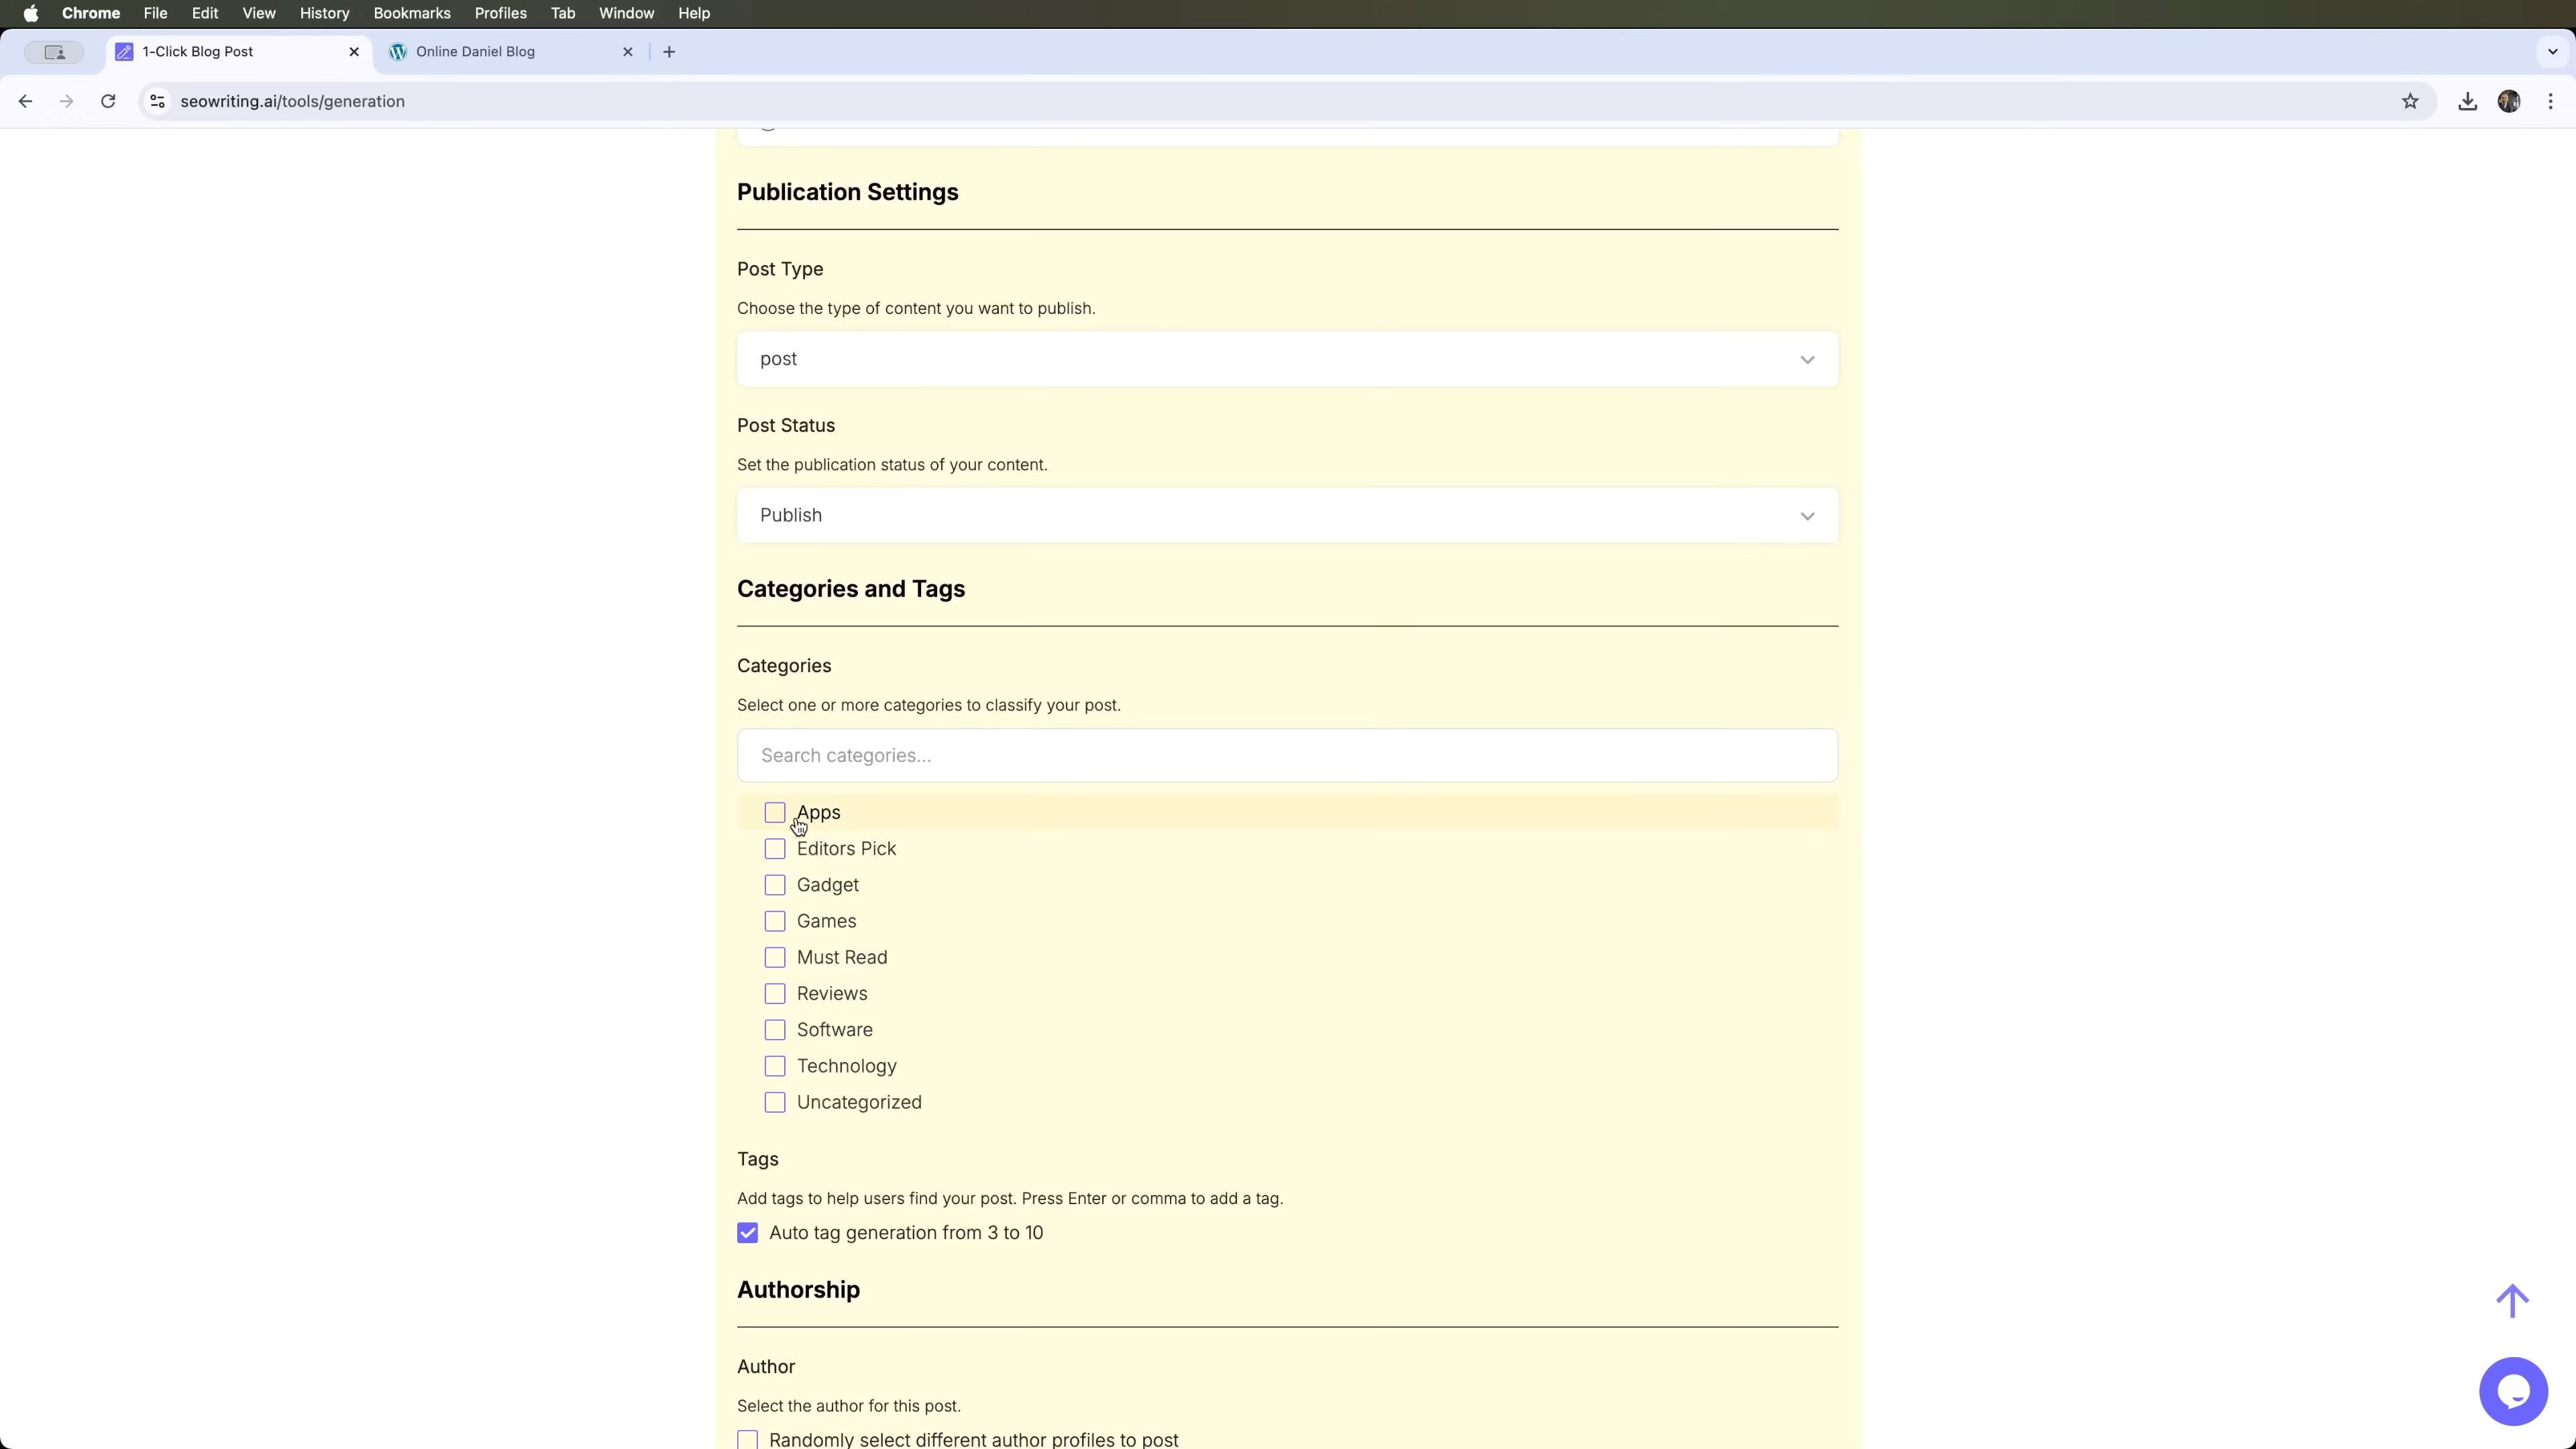 Chrome File Edit View History Bookmarks Profiles Tab Window Help
1-Click Blog Post Online Daniel Blog
seowriting.ai/tools/generation
Publication Settings
Post Type
Choose the type of content you want to publish.
post
Post Status
Set the publication status of your content.
Publish
Categories and Tags
Categories
Select one or more categories to classify your post.
Search categories...
Apps
Editors Pick
Gadget
Games
Must Read
Reviews
Software
Technology
Uncategorized
Tags
Add tags to help users find your post. Press Enter or comma to add a tag.
Auto tag generation from 3 to 10
Authorship
Author
Select the author for this post.
Randomly select different author profiles to post